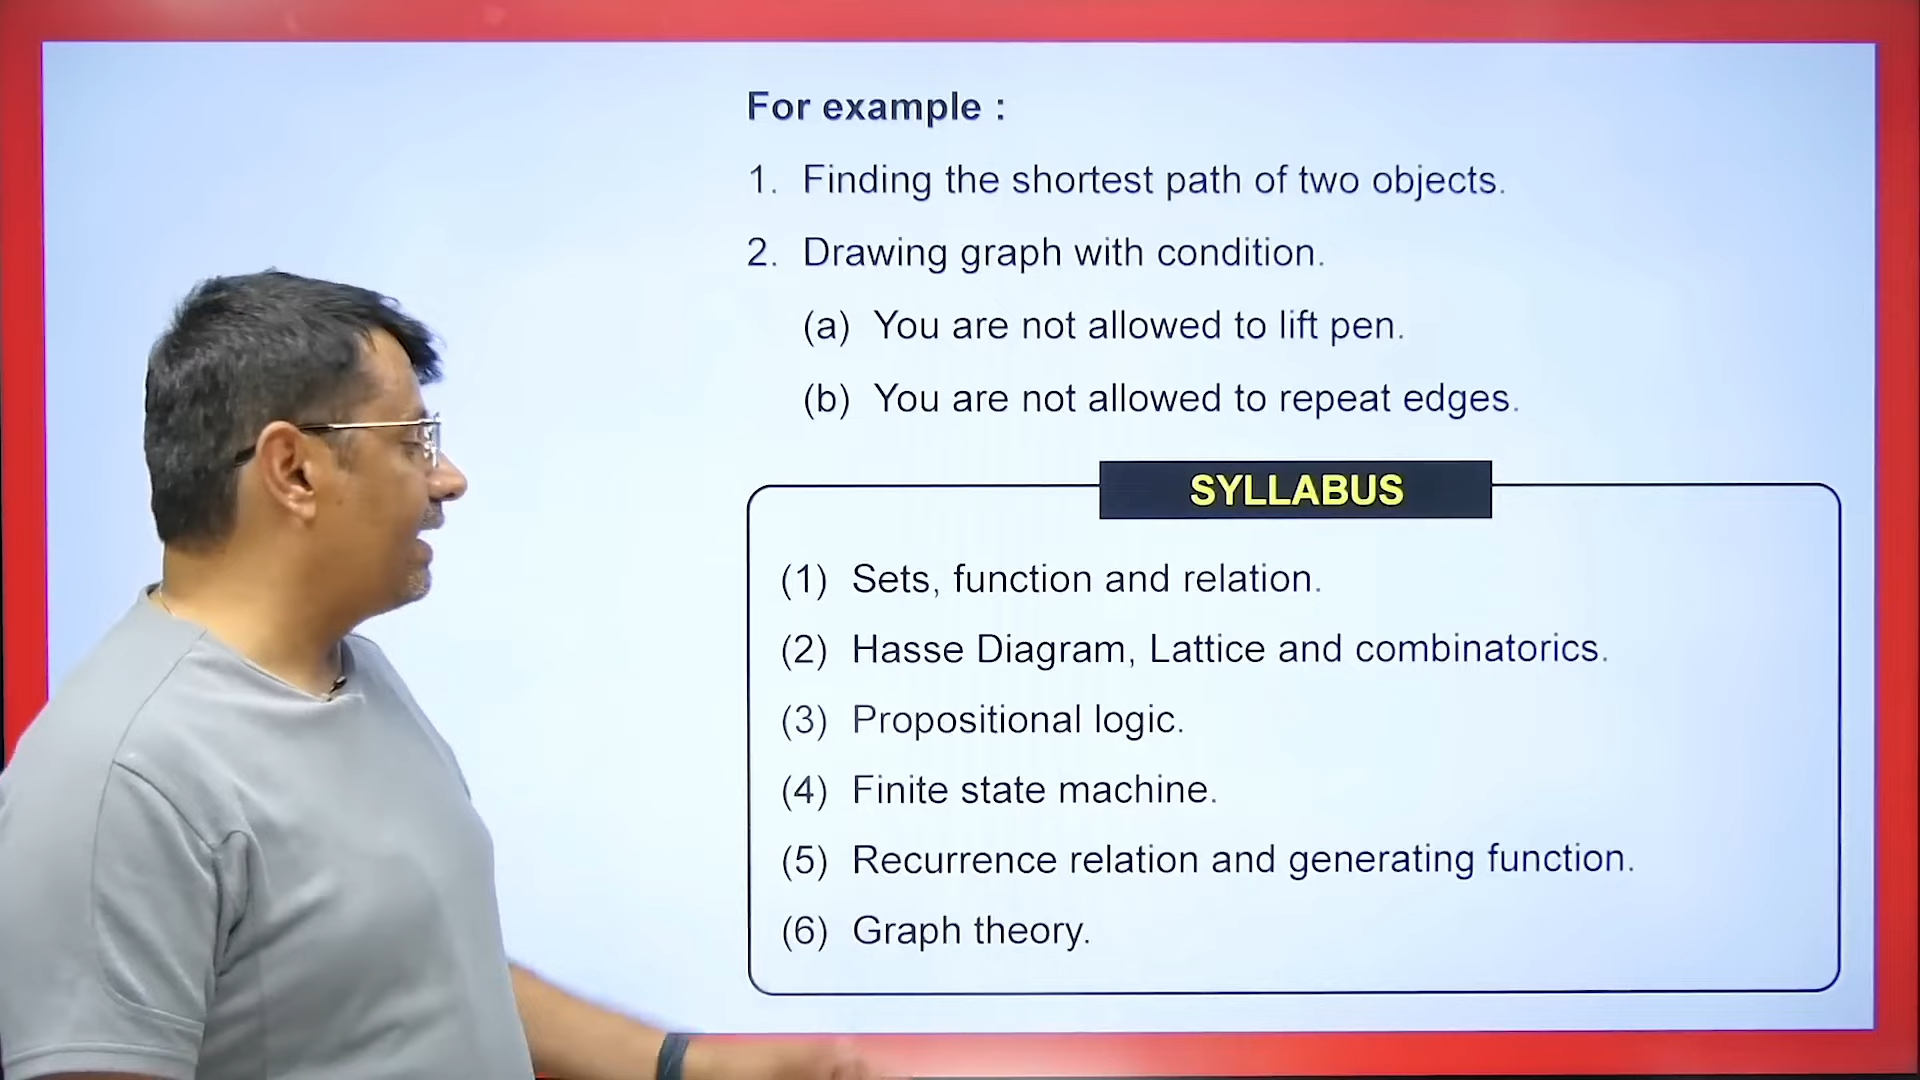 For example :
1. Finding the shortest path of two objects.
2. Drawing graph with condition.
(a) You are not allowed to lift pen.
(b) You are not allowed to repeat edges.
SYLLABUS
(1) Sets, function and relation.
(2) Hasse Diagram, Lattice and combinatorics.
(3) Propositional logic.
(4) Finite state machine.
(5) Recurrence relation and generating function.
(6) Graph theory.